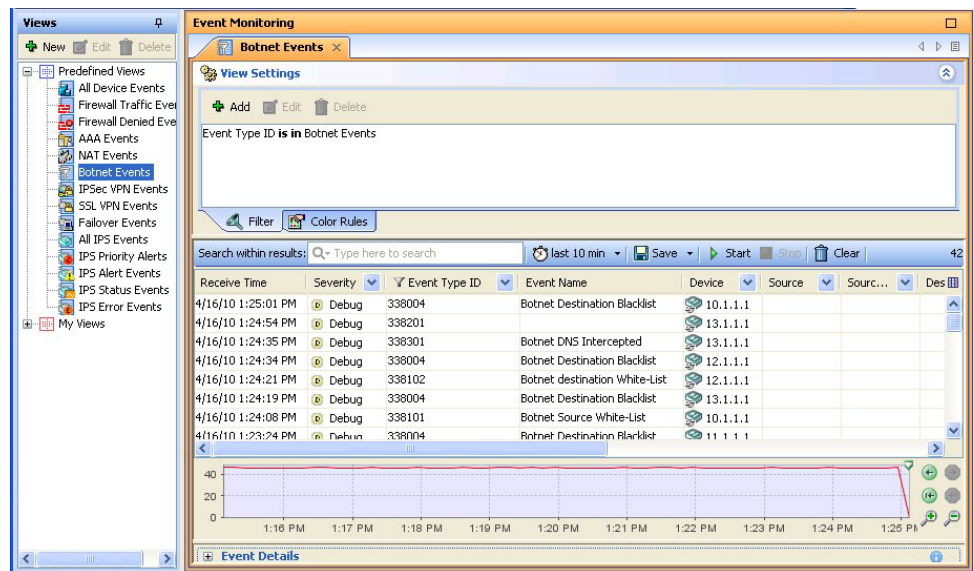 Views
New Edit Delete
Predefined Views
All Device Events
Firewall Traffic Eve
Firewall Denied Eve
AAA Events
NAT Events
Botnet Events
IPSec VPN Events
SSL VPN Events
Failover Events
All IPS Events
IPS Priority Alerts
IPS Alert Events
IPS Status Events
IPS Error Events
My Views
Event Monitoring
Botnet Events
View Settings
Add Edit Delete
Event Type ID is in Botnet Events
Filter Color Rules
Search within results: Type here to search last 10 min Save Start Stop Clear 42
Receive Time Severity Event Type ID Event Name Device Source Sourc... Des
4/16/10 1:25:01 PM Debug 338004 Botnet Destination Blacklist 10.1.1.1
4/16/10 1:24:54 PM Debug 338201 13.1.1.1
4/16/10 1:24:35 PM Debug 338301 Botnet DNS Intercepted 13.1.1.1
4/16/10 1:24:34 PM Debug 338004 Botnet Destination Blacklist 12.1.1.1
4/16/10 1:24:21 PM Debug 338102 Botnet destination White-List 12.1.1.1
4/16/10 1:24:19 PM Debug 338004 Botnet Destination Blacklist 13.1.1.1
4/16/10 1:24:08 PM Debug 338101 Botnet Source White-List 10.1.1.1
4/16/10 1:23:24 PM Debug 338004 Botnet Destination Blacklist 11.1.1.1
40
20
0
1:16 PM 1:17 PM 1:18 PM 1:19 PM 1:20 PM 1:21 PM 1:22 PM 1:23 PM 1:24 PM 1:25 PM
Event Details